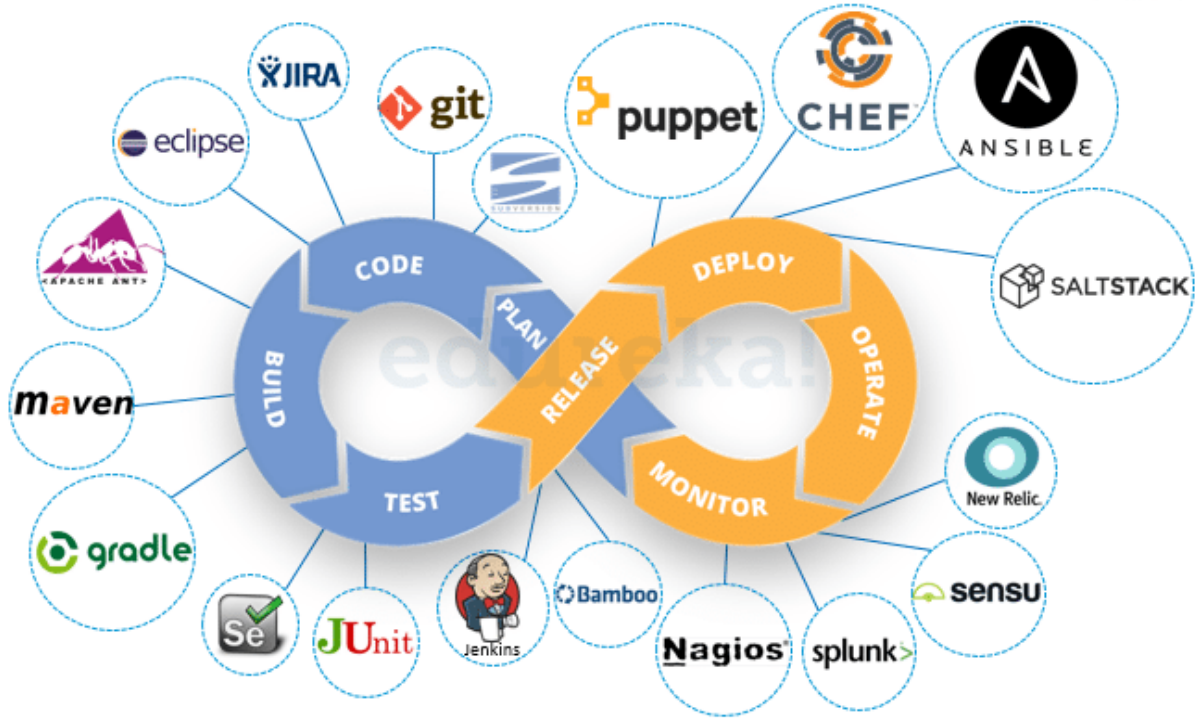 JIRA
git
eclipse
SUBVERSION
puppet
CHEF™
ANSIBLE
<APACHE ANT>
SALTSTACK
CODE
PLAN
DEPLOY
BUILD
RELEASE
OPERATE
edureka!
maven
TEST
MONITOR
New Relic.
gradle
Se
JUnit
Jenkins
Bamboo
Nagios®
splunk>
sensu